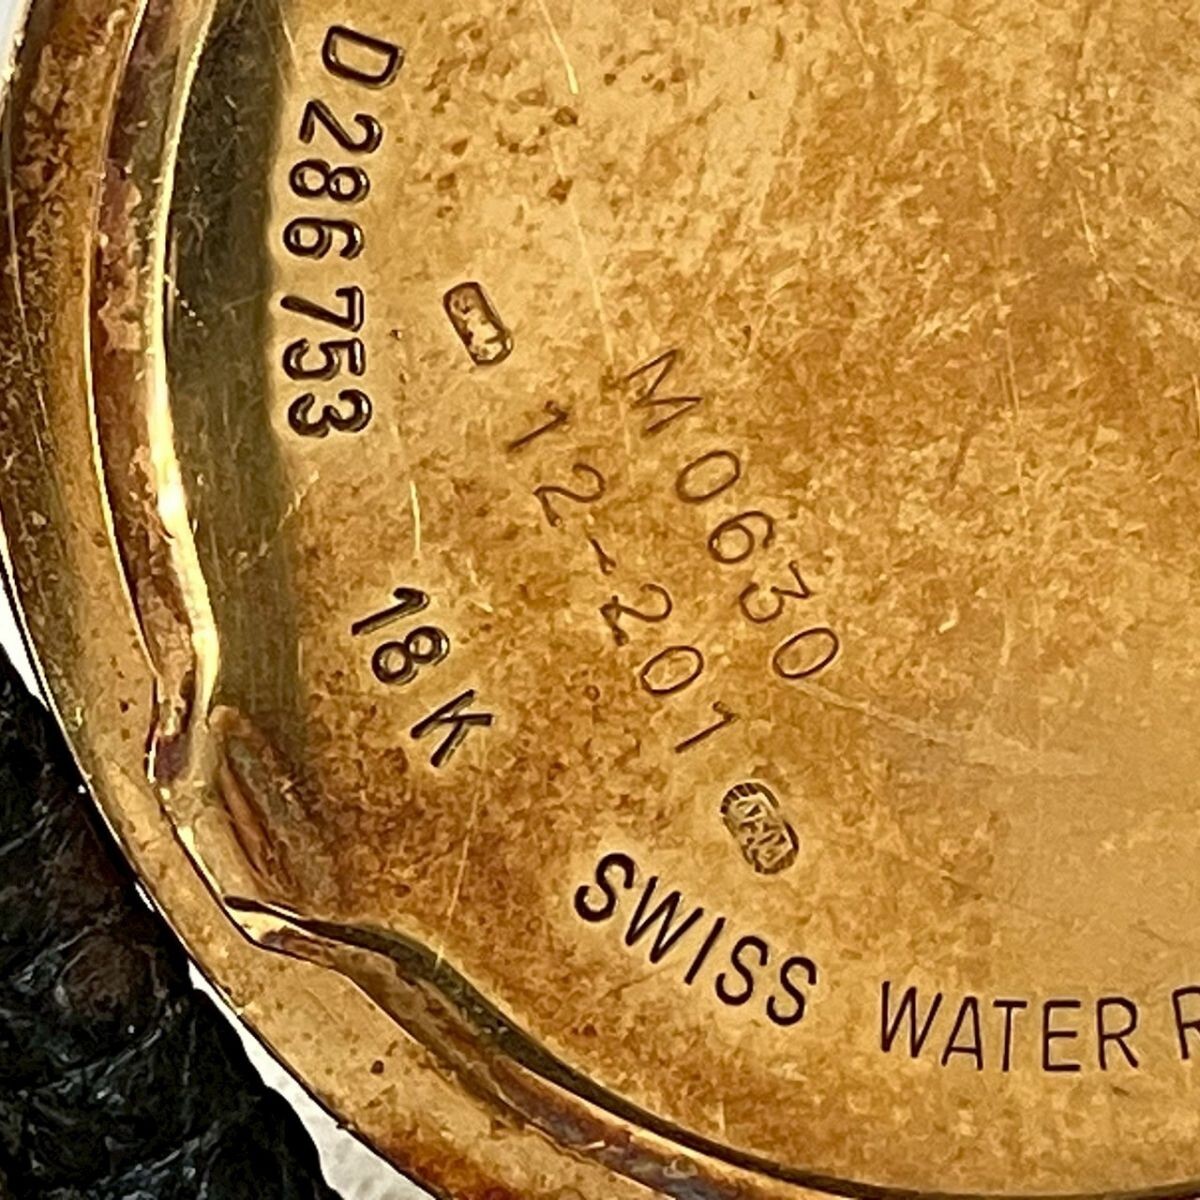 D286753
M0630
12-201
18K
SWISS WATER R